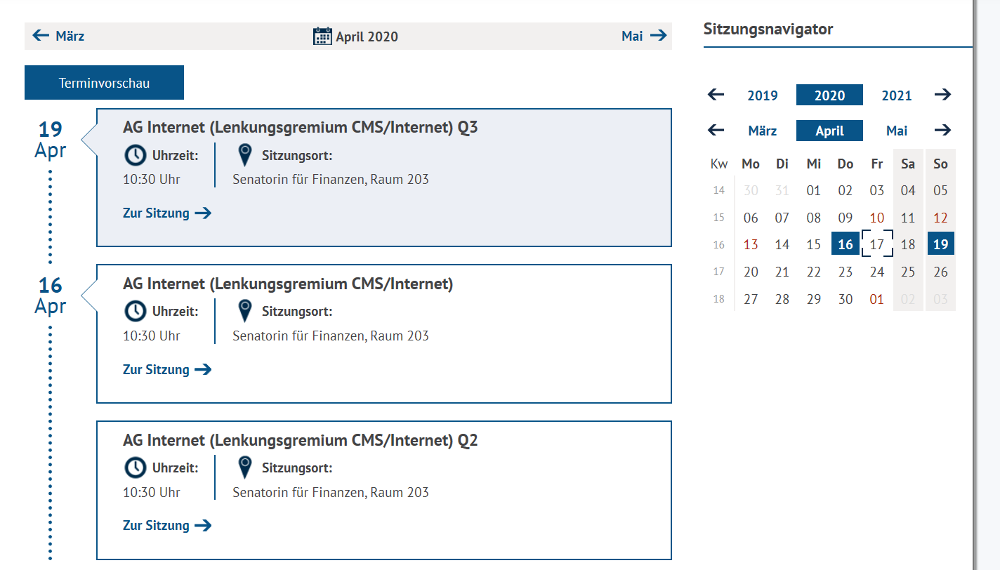 März
April 2020
Mai
Terminvorschau
19
Apr
AG Internet (Lenkungsgremium CMS/Internet) Q3
Uhrzeit:
Sitzungsort:
10:30 Uhr
Senatorin für Finanzen, Raum 203
Zur Sitzung
16
Apr
AG Internet (Lenkungsgremium CMS/Internet)
Uhrzeit:
Sitzungsort:
10:30 Uhr
Senatorin für Finanzen, Raum 203
Zur Sitzung
AG Internet (Lenkungsgremium CMS/Internet) Q2
Uhrzeit:
Sitzungsort:
10:30 Uhr
Senatorin für Finanzen, Raum 203
Zur Sitzung
Sitzungsnavigator
2019 2020 2021
März April Mai
Kw Mo Di Mi Do Fr Sa So
14 30 31 01 02 03 04 05
15 06 07 08 09 10 11 12
16 13 14 15 16 17 18 19
17 20 21 22 23 24 25 26
18 27 28 29 30 01 02 03